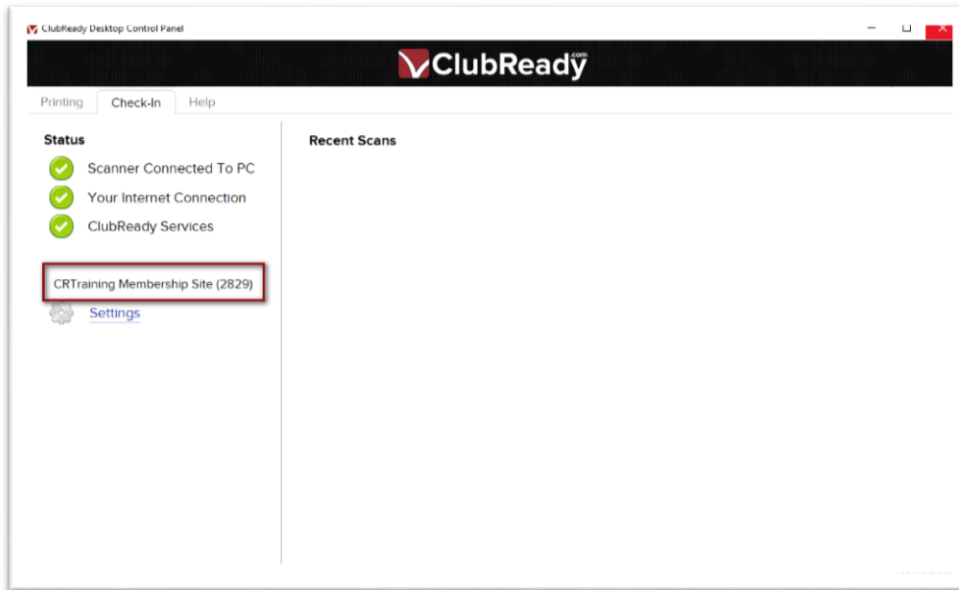 ClubReady Desktop Control Panel
ClubReady.com
Printing Check-In Help
Status
Scanner Connected To PC
Your Internet Connection
ClubReady Services
CRTraining Membership Site (2829)
Settings
Recent Scans